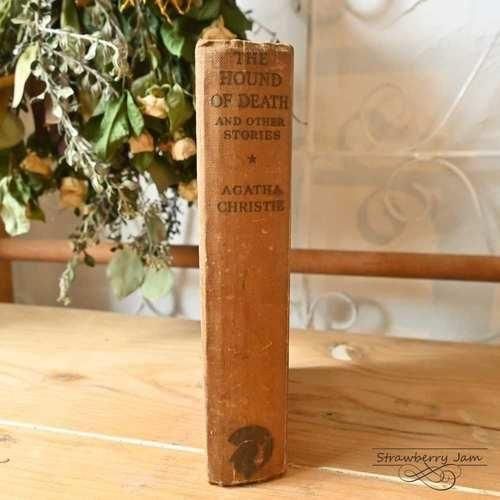 THE
HOUND
OF DEATH
AND OTHER
STORIES
★
AGATHA
CHRISTIE
Strawberry Jam